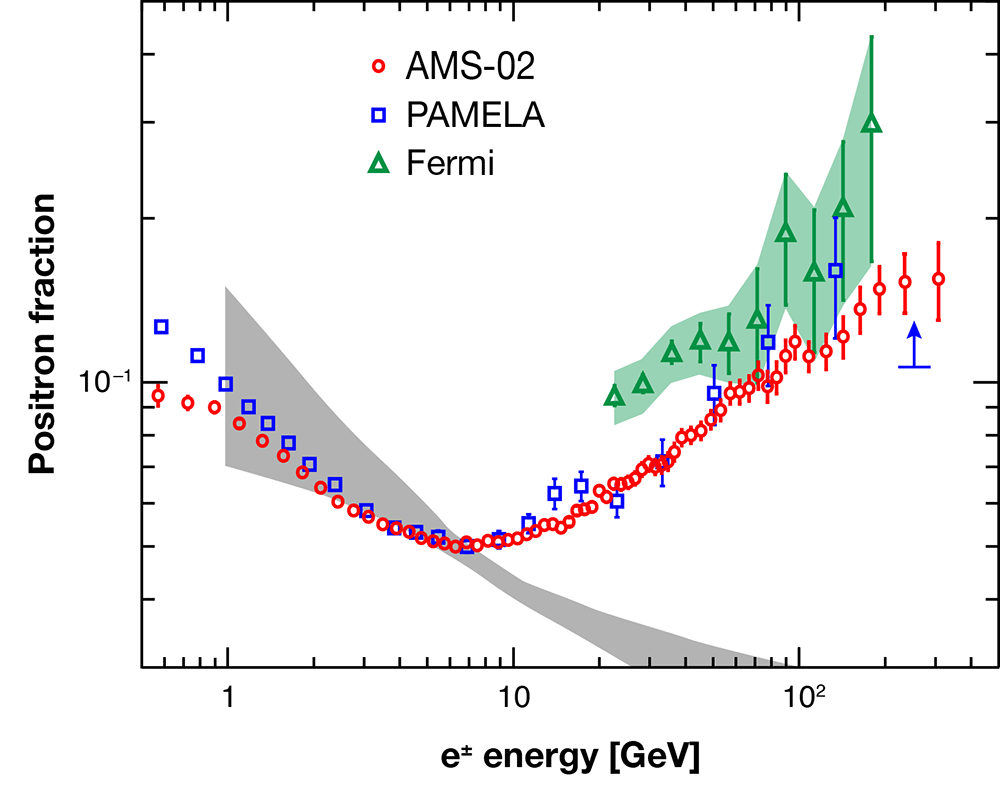 AMS-02
PAMELA
Fermi
Positron fraction
10⁻¹
1 10 10²
e± energy [GeV]